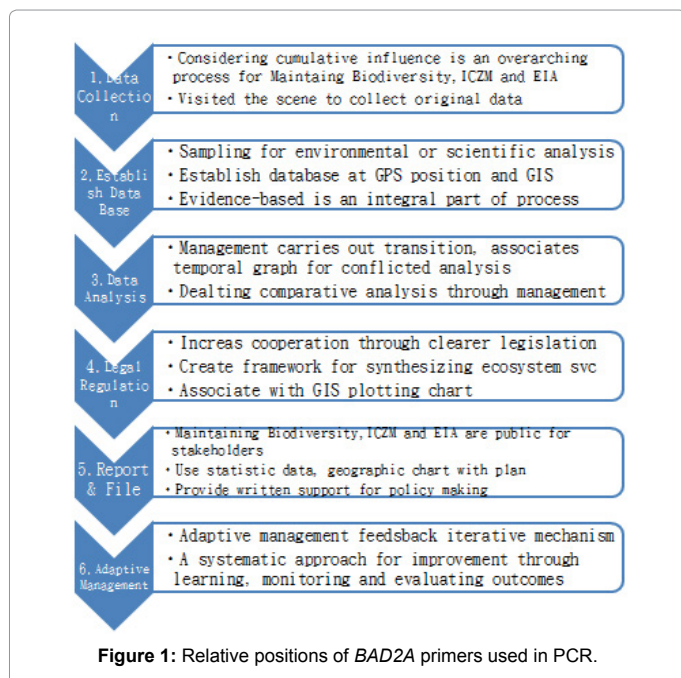 1. Data
Collectio
n
・Considering cumulative influence is an overarching
process for Maintaing Biodiversity, ICZM and EIA
・Visited the scene to collect original data
2. Establi
sh Data
Base
・Sampling for environmental or scientific analysis
・Establish database at GPS position and GIS
・Evidence-based is an integral part of process
3. Data
Analysis
・Management carries out transition, associates
temporal graph for conflicted analysis
・Dealting comparative analysis through management
4. Legal
Regulatio
n
・Increas cooperation through clearer legislation
・Create framework for synthesizing ecosystem svc
・Associate with GIS plotting chart
5. Report
& File
・Maintaining Biodiversity, ICZM and EIA are public for
stakeholders
・Use statistic data, geographic chart with plan
・Provide written support for policy making
6. Adaptive
Management
・Adaptive management feedsback iterative mechanism
・A systematic approach for improvement through
learning, monitoring and evaluating outcomes
Figure 1: Relative positions of BAD2A primers used in PCR.